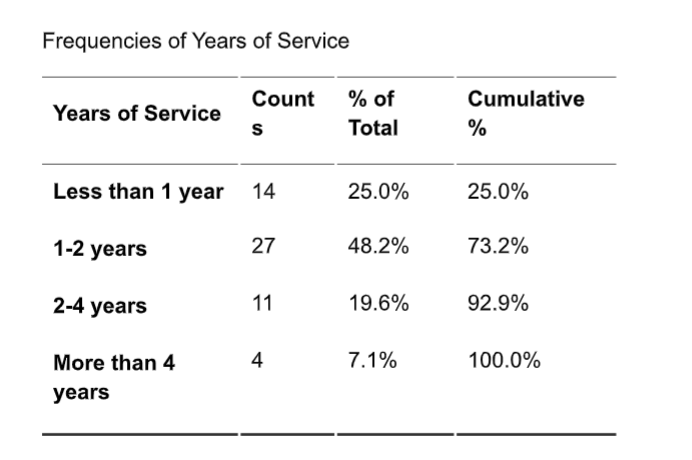 Frequencies of Years of Service
Years of Service Count s % of Total Cumulative %
Less than 1 year 14 25.0% 25.0%
1-2 years 27 48.2% 73.2%
2-4 years 11 19.6% 92.9%
More than 4 years 4 7.1% 100.0%